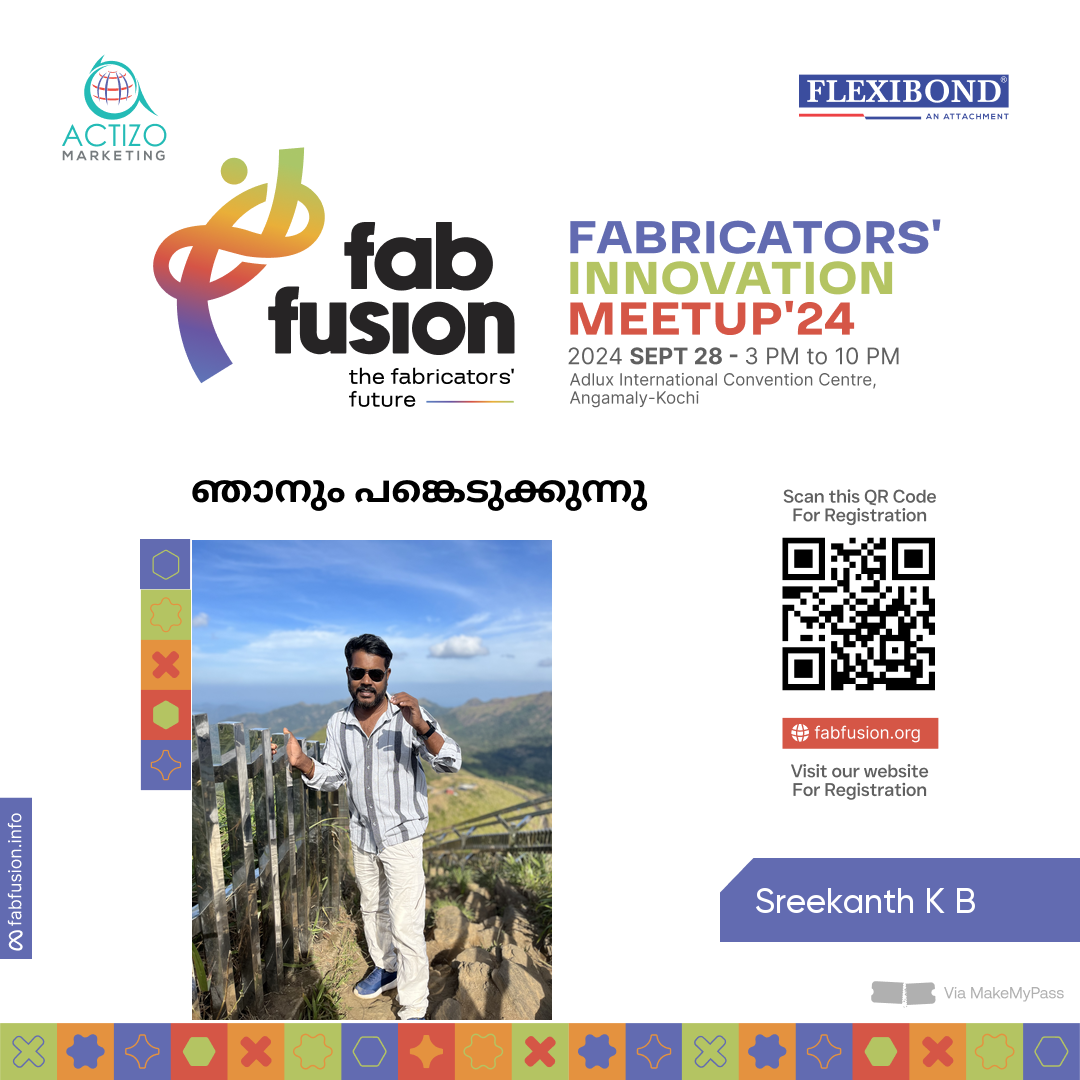 ACTIZO
MARKETING
FLEXIBOND®
AN ATTACHMENT
fab
fusion
the fabricators'
future
FABRICATORS'
INNOVATION
MEETUP'24
2024 SEPT 28 - 3 PM to 10 PM
Adlux International Convention Centre,
Angamaly-Kochi
ഞാനും പങ്കെടുക്കുന്നു
Scan this QR Code
For Registration
fabfusion.org
Visit our website
For Registration
fabfusion.info
Sreekanth K B
Via MakeMyPass